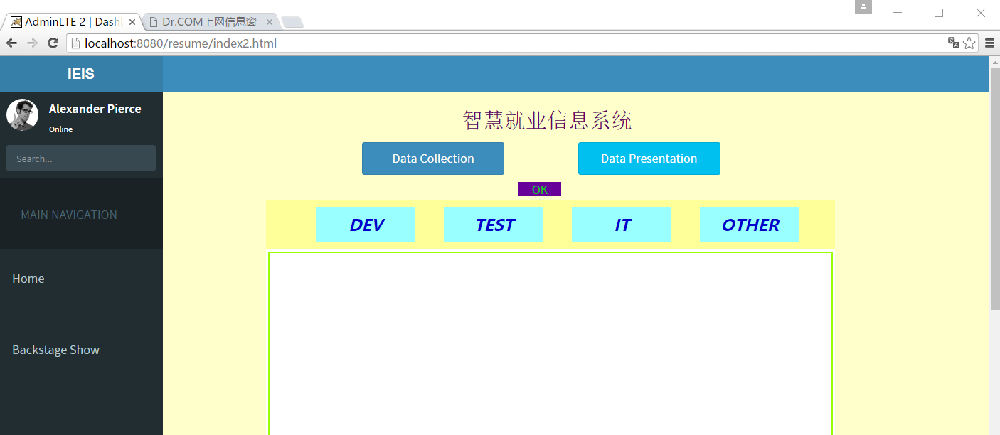 AdminLTE 2 | Dash
Dr.COM上网信息窗
localhost:8080/resume/index2.html
IEIS
Alexander Pierce
Online
Search...
MAIN NAVIGATION
Home
Backstage Show
智慧就业信息系统
Data Collection
Data Presentation
OK
DEV
TEST
IT
OTHER